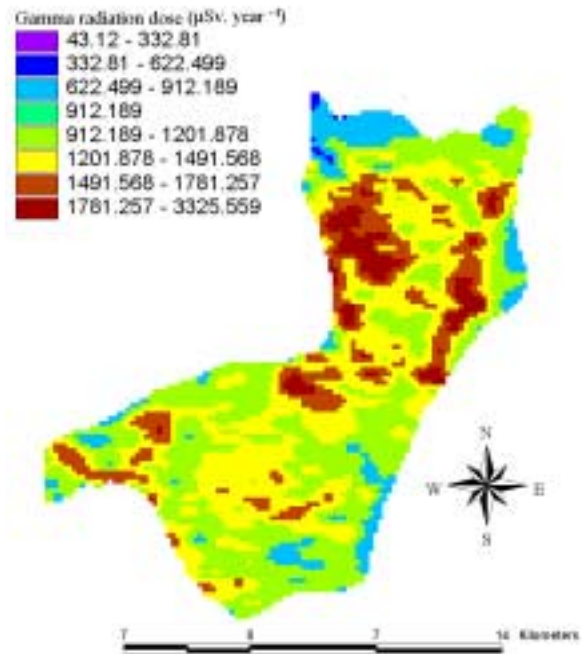 Gamma radiation dose (μSv. year ⁻¹)
43.12 - 332.81
332.81 - 622.499
622.499 - 912.189
912.189
912.189 - 1201.878
1201.878 - 1491.568
1491.568 - 1781.257
1781.257 - 3325.559
N
W E
S
7 0 7 14 Kilometers